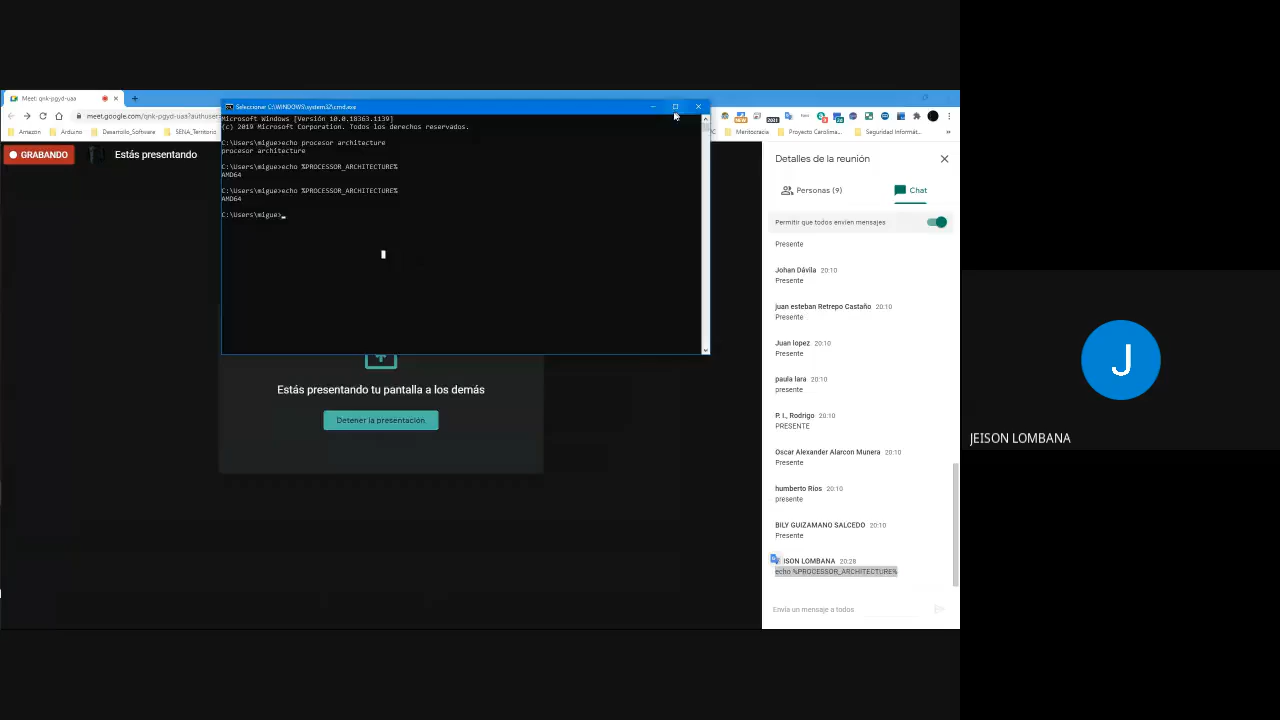 Meet: qnk-pgyd-uaa
meet.google.com/qnk-pgyd-uaa?authuser
Amazon
Arduino
Desarrollo_Software
SENA_Territorio
Meritocracia
Proyecto Carolina...
Seguridad Informát...
GRABANDO
Estás presentando
Seleccionar C:\WINDOWS\system32\cmd.exe
Microsoft Windows [Versión 10.0.18363.1139]
(c) 2019 Microsoft Corporation. Todos los derechos reservados.
C:\Users\migue>echo procesor architecture
procesor architecture
C:\Users\migue>echo %PROCESSOR_ARCHITECTURE%
AMD64
C:\Users\migue>echo %PROCESSOR_ARCHITECTURE%
AMD64
C:\Users\migue>
Estás presentando tu pantalla a los demás
Detener la presentación
Detalles de la reunión
Personas (9)
Chat
Permitir que todos envíen mensajes
Presente
Johan Dávila 20:10
Presente
juan esteban Retrepo Castaño 20:10
Presente
Juan lopez 20:10
Presente
paula lara 20:10
presente
P. I., Rodrigo 20:10
PRESENTE
Oscar Alexander Alarcon Munera 20:10
Presente
humberto Rios 20:10
presente
BILY GUIZAMANO SALCEDO 20:10
Presente
ISON LOMBANA 20:28
echo %PROCESSOR_ARCHITECTURE%
Envía un mensaje a todos
J
JEISON LOMBANA